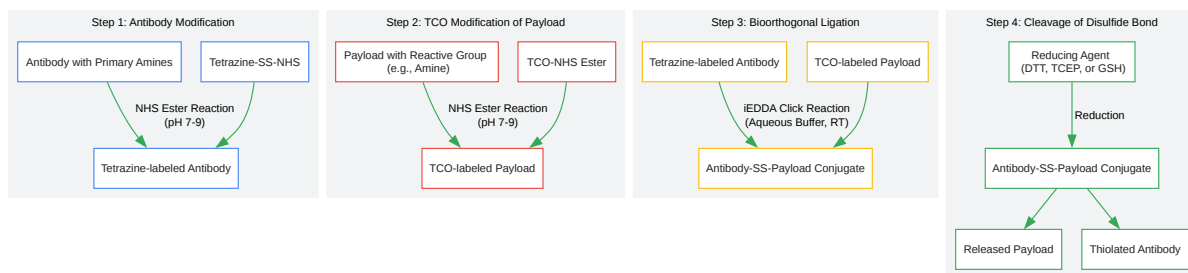 Step 1: Antibody Modification
Antibody with Primary Amines
Tetrazine-SS-NHS
NHS Ester Reaction
(pH 7-9)
Tetrazine-labeled Antibody
Step 2: TCO Modification of Payload
Payload with Reactive Group
(e.g., Amine)
TCO-NHS Ester
NHS Ester Reaction
(pH 7-9)
TCO-labeled Payload
Step 3: Bioorthogonal Ligation
Tetrazine-labeled Antibody
TCO-labeled Payload
iEDDA Click Reaction
(Aqueous Buffer, RT)
Antibody-SS-Payload Conjugate
Step 4: Cleavage of Disulfide Bond
Reducing Agent
(DTT, TCEP, or GSH)
Reduction
Antibody-SS-Payload Conjugate
Released Payload
Thiolated Antibody